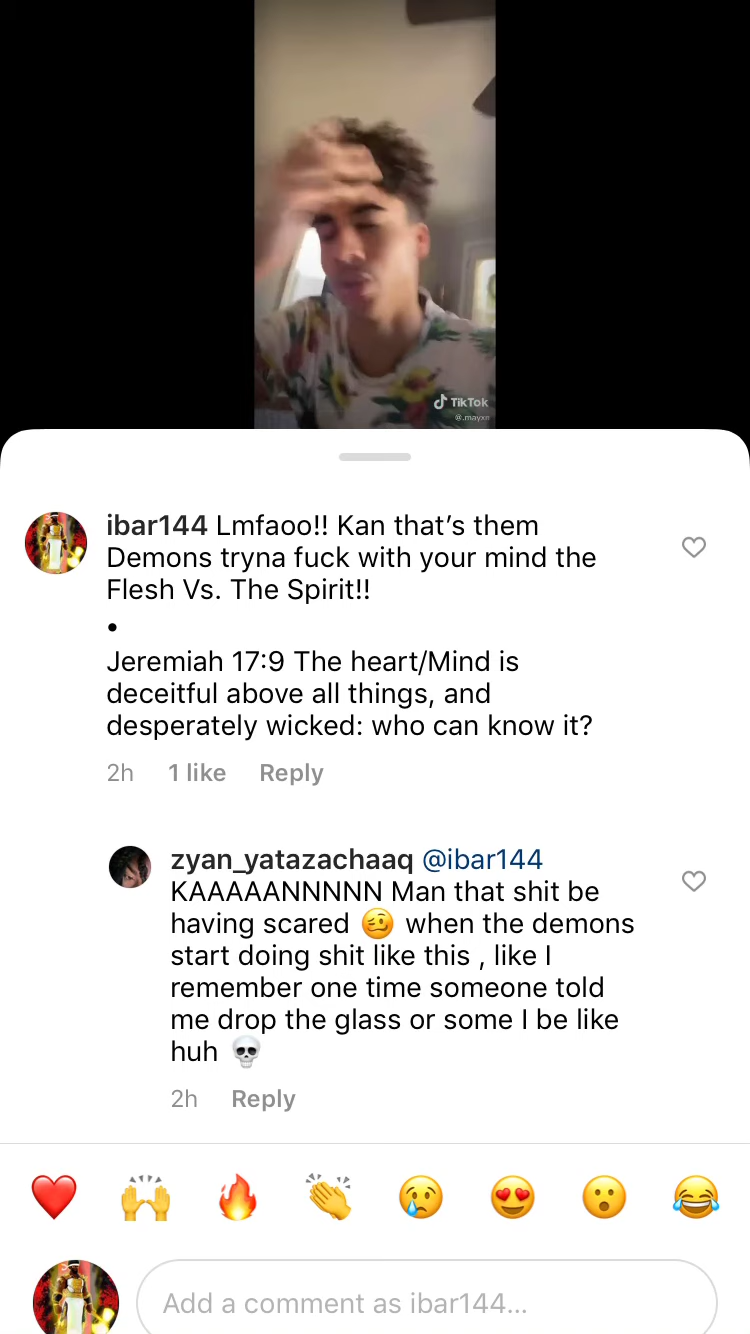 TikTok
@.mayxn
ibar144 Lmfaoo!! Kan that’s them
Demons tryna fuck with your mind the
Flesh Vs. The Spirit!!
•
Jeremiah 17:9 The heart/Mind is
deceitful above all things, and
desperately wicked: who can know it?
2h 1 like Reply
zyan_yatazachaaq @ibar144
KAAAAANNNNN Man that shit be
having scared 🥴 when the demons
start doing shit like this , like I
remember one time someone told
me drop the glass or some I be like
huh 💀
2h Reply
❤️ 🙌 🔥 👏 😢 😍 😮 😂
Add a comment as ibar144...